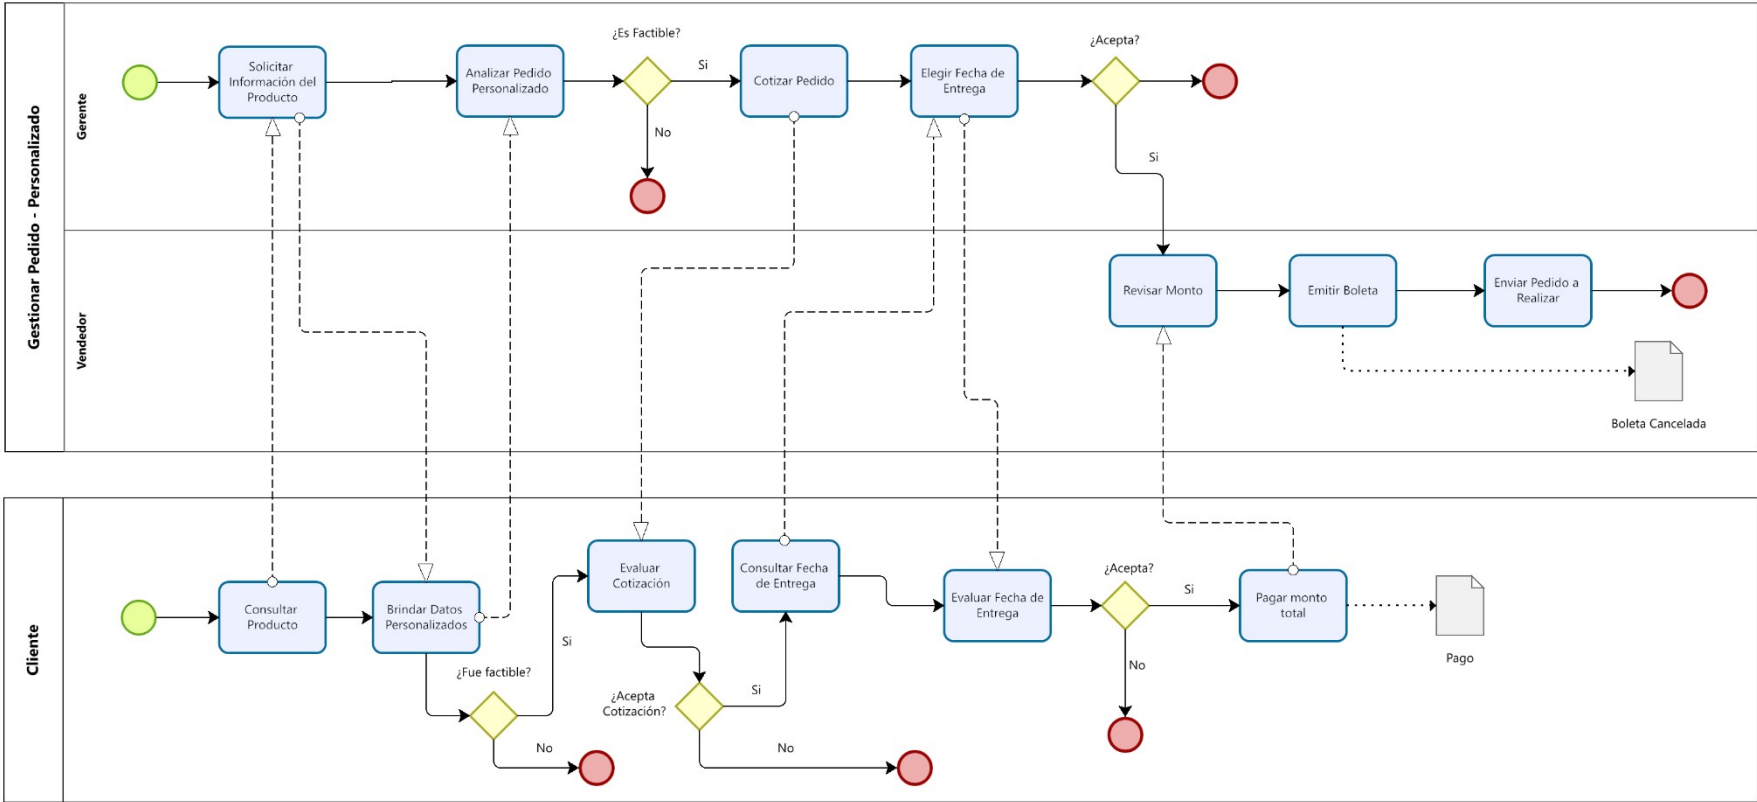 Gestionar Pedido - Personalizado
Gerente
¿Es Factible?
¿Acepta?
Solicitar
Información del
Producto
Analizar Pedido
Personalizado
Si
Cotizar Pedido
Elegir Fecha de
Entrega
No
Si
Vendedor
Revisar Monto
Emitir Boleta
Enviar Pedido a
Realizar
Boleta Cancelada
Cliente
Consultar
Producto
Brindar Datos
Personalizados
¿Fue factible?
Si
No
Evaluar
Cotización
¿Acepta
Cotización?
Si
No
Consultar Fecha
de Entrega
Evaluar Fecha de
Entrega
¿Acepta?
Si
No
Pagar monto
total
Pago